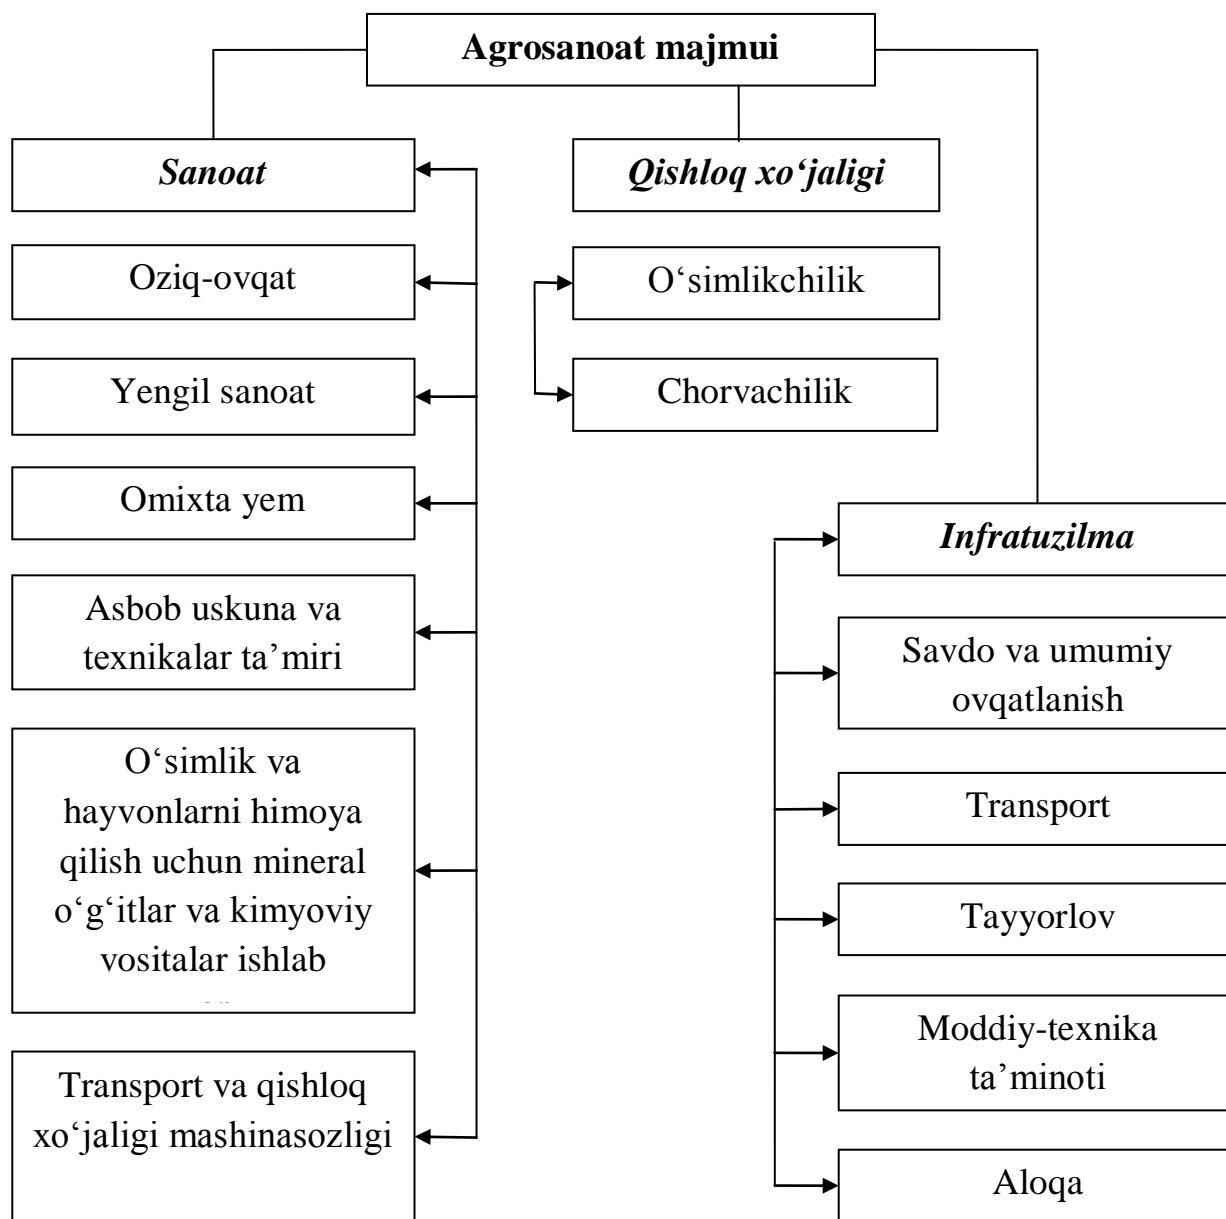 Agrosanoat majmui
Sanoat
Oziq-ovqat
Yengil sanoat
Omixta yem
Asbob uskuna va
texnikalar ta’miri
O‘simlik va
hayvonlarni himoya
qilish uchun mineral
o‘g‘itlar va kimyoviy
vositalar ishlab
Transport va qishloq
xo‘jaligi mashinasozligi
Qishloq xo‘jaligi
O‘simlikchilik
Chorvachilik
Infratuzilma
Savdo va umumiy
ovqatlanish
Transport
Tayyorlov
Moddiy-texnika
ta’minoti
Aloqa